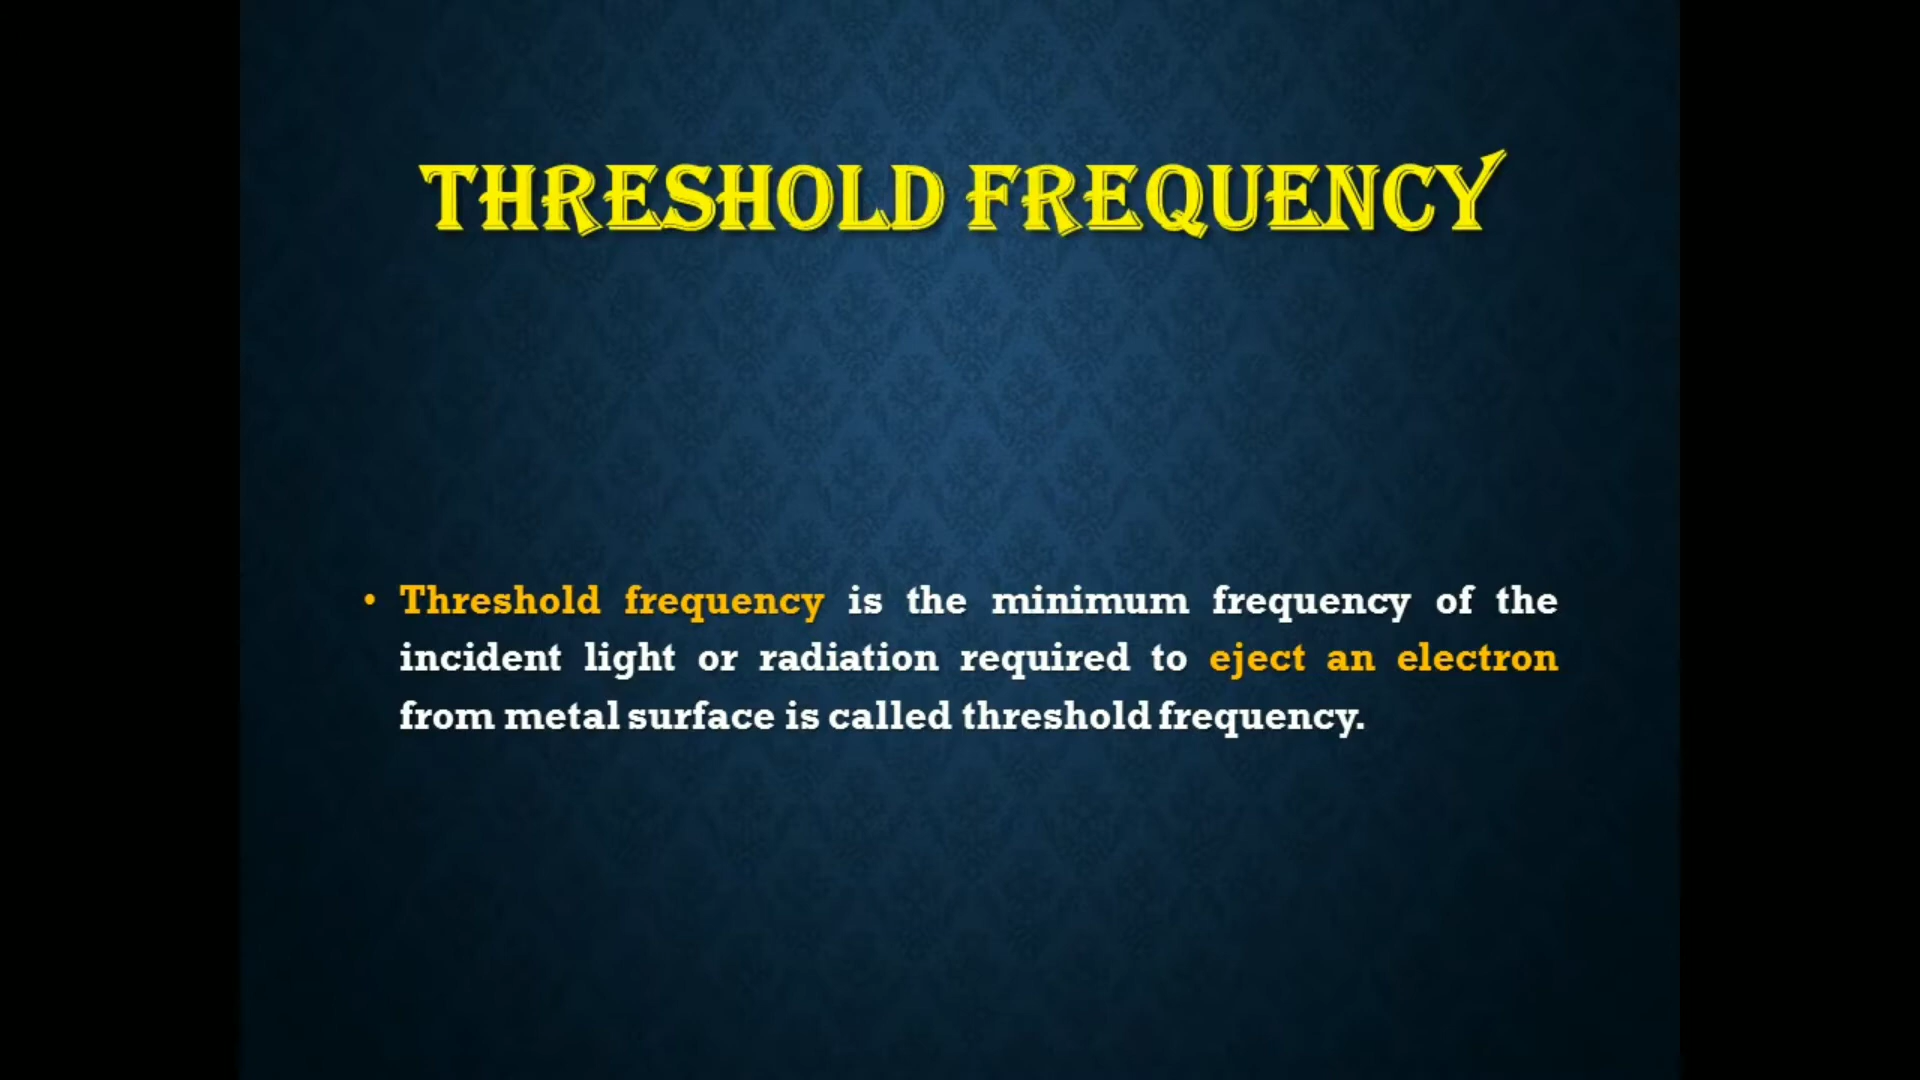 THRESHOLD FREQUENCY
• Threshold frequency is the minimum frequency of the
incident light or radiation required to eject an electron
from metal surface is called threshold frequency.